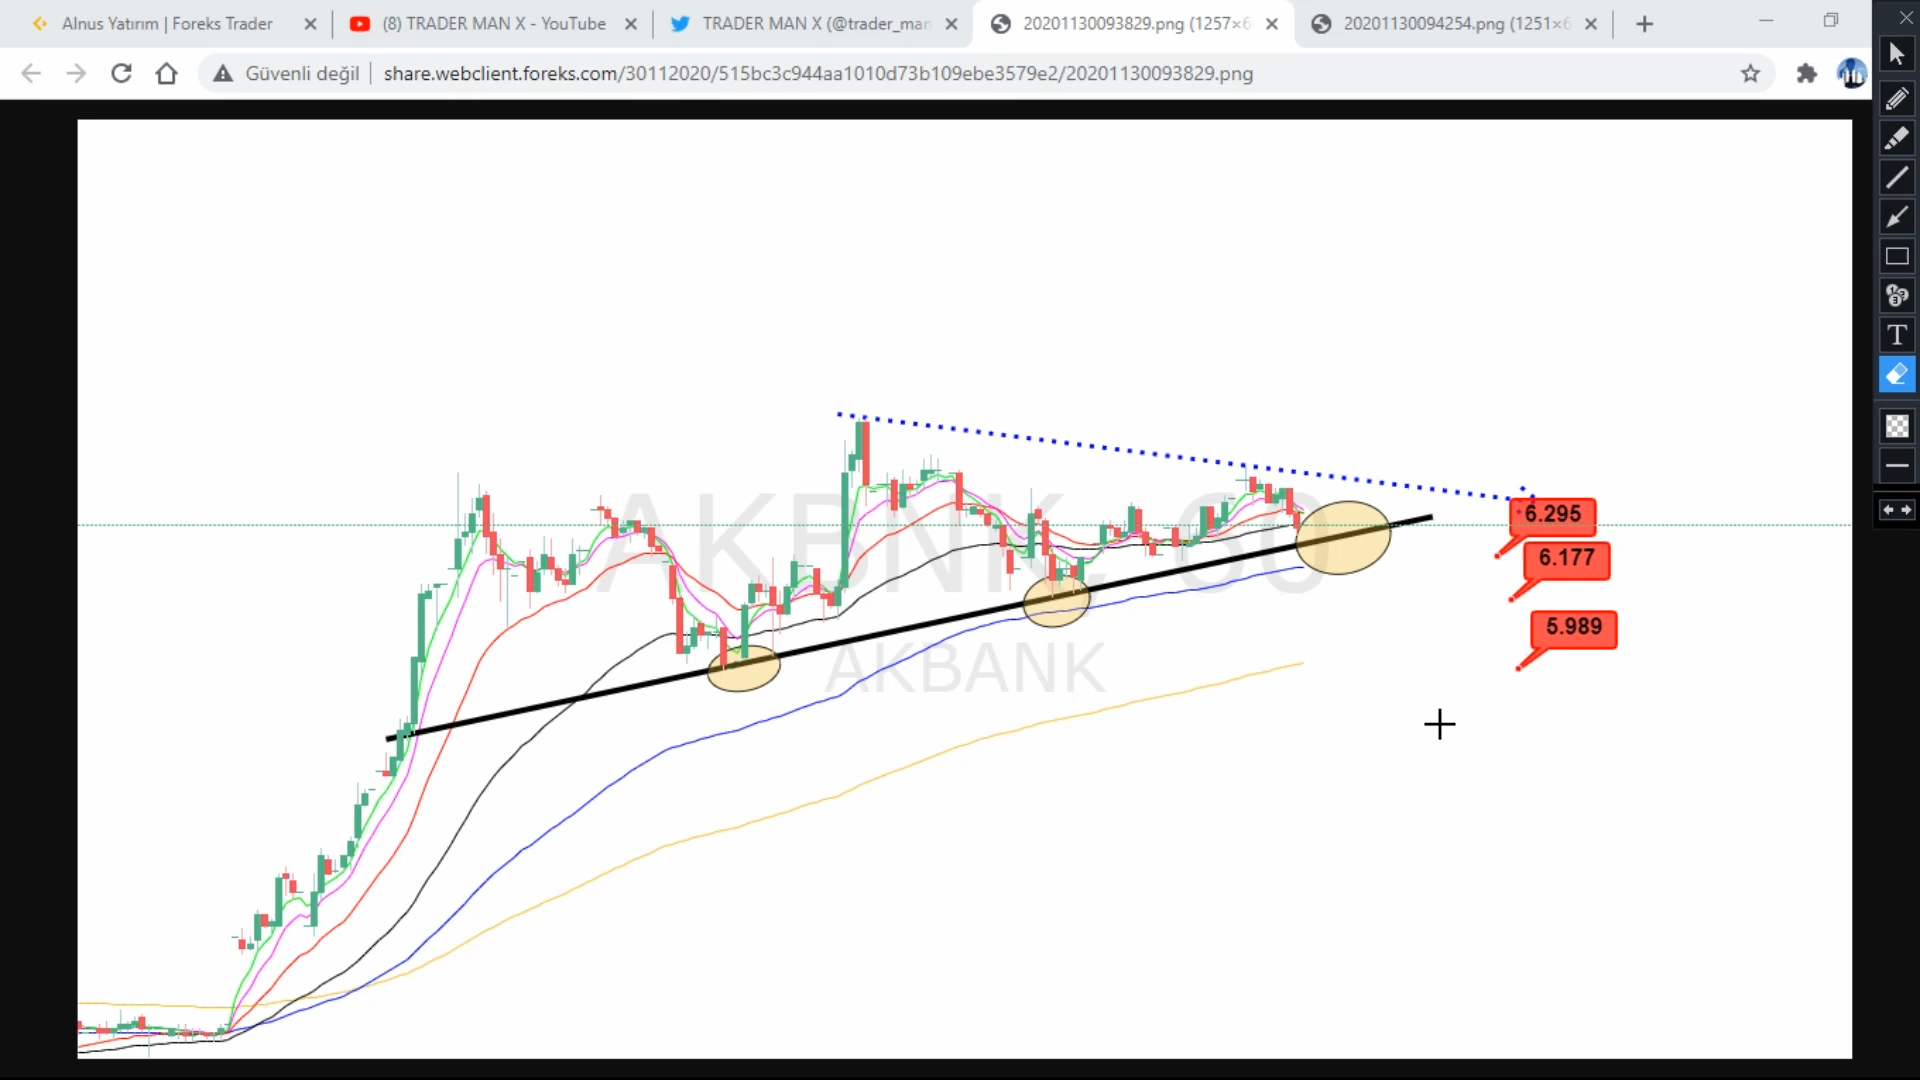 Alnus Yatırım | Foreks Trader
(8) TRADER MAN X - YouTube
TRADER MAN X (@trader_man
20201130093829.png (1257×6
20201130094254.png (1251×6
Güvenli değil
share.webclient.foreks.com/30112020/515bc3c944aa1010d73b109ebe3579e2/20201130093829.png
AKBNK, 60
AKBANK
6.295
6.177
5.989
T